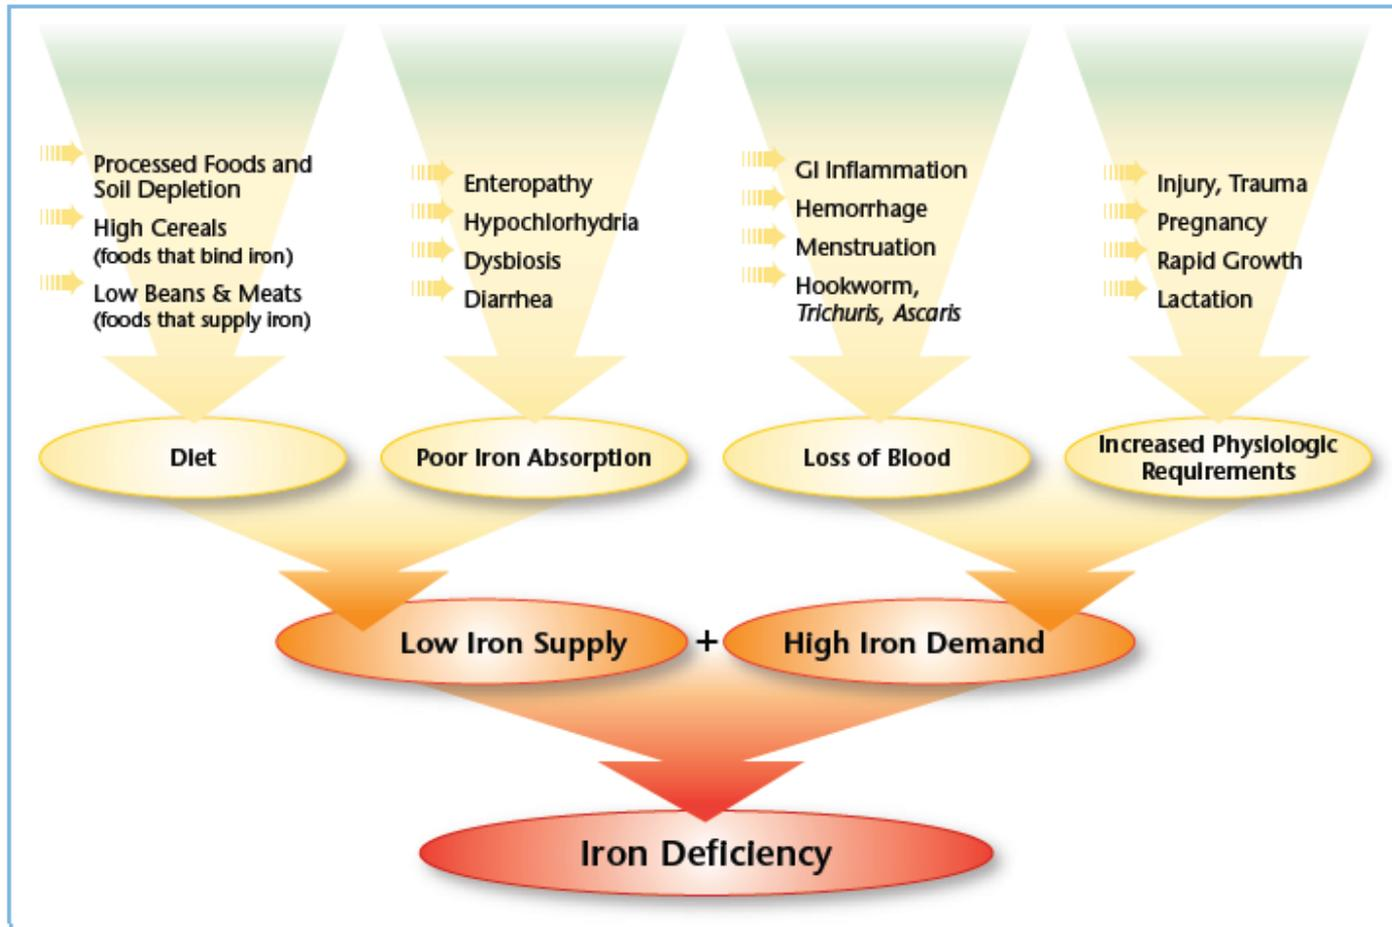 Processed Foods and
Soil Depletion
High Cereals
(foods that bind iron)
Low Beans & Meats
(foods that supply iron)
Enteropathy
Hypochlorhydria
Dysbiosis
Diarrhea
GI Inflammation
Hemorrhage
Menstruation
Hookworm,
Trichuris, Ascaris
Injury, Trauma
Pregnancy
Rapid Growth
Lactation
Diet
Poor Iron Absorption
Loss of Blood
Increased Physiologic
Requirements
Low Iron Supply + High Iron Demand
Iron Deficiency